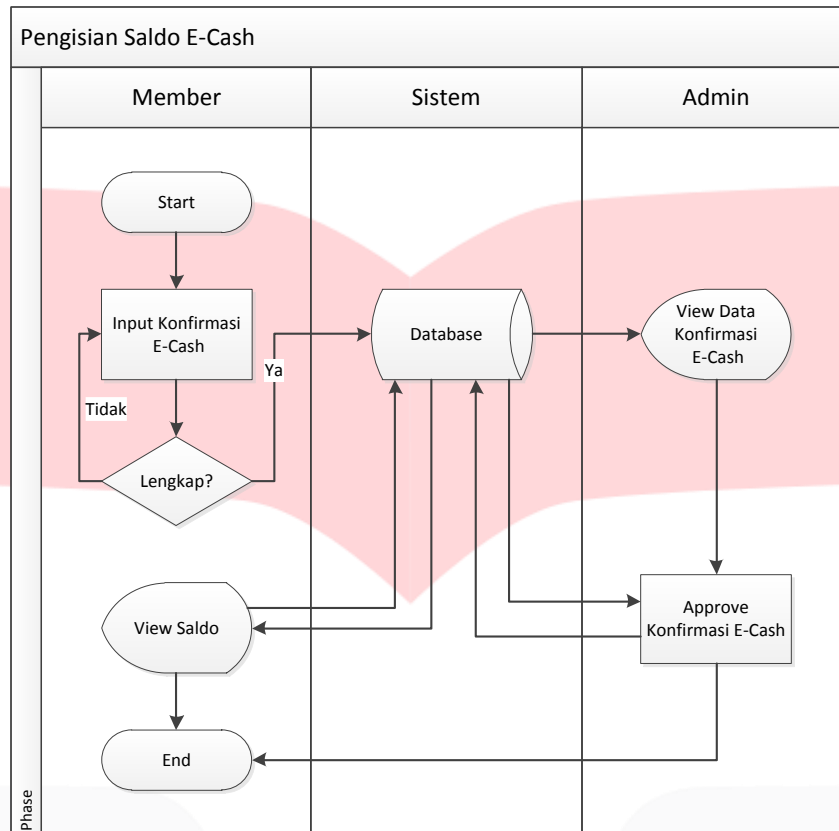 Pengisian Saldo E-Cash
Member
Sistem
Admin
Start
Input Konfirmasi
E-Cash
Database
View Data
Konfirmasi
E-Cash
Ya
Tidak
Lengkap?
View Saldo
Approve
Konfirmasi E-Cash
End
Phase